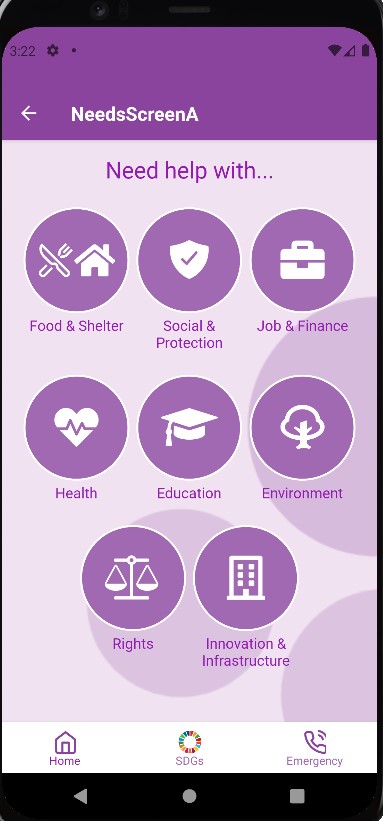 3:22
NeedsScreenA
Need help with...
Food & Shelter
Social &
Protection
Job & Finance
Health
Education
Environment
Rights
Innovation &
Infrastructure
Home
SDGs
Emergency